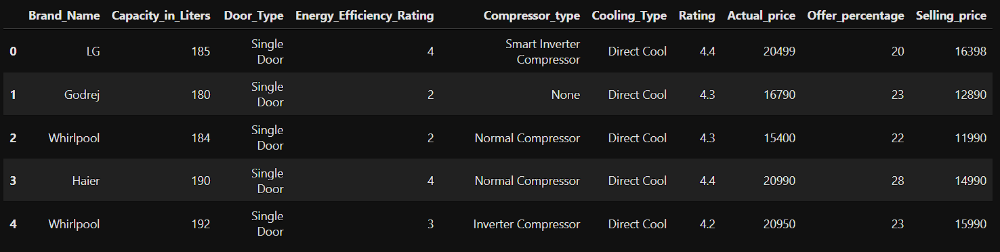 Brand_Name Capacity_in_Liters Door_Type Energy_Efficiency_Rating Compressor_type Cooling_Type Rating Actual_price Offer_percentage Selling_price
0 LG 185 Single Door 4 Smart Inverter Compressor Direct Cool 4.4 20499 20 16398
1 Godrej 180 Single Door 2 None Direct Cool 4.3 16790 23 12890
2 Whirlpool 184 Single Door 2 Normal Compressor Direct Cool 4.3 15400 22 11990
3 Haier 190 Single Door 4 Normal Compressor Direct Cool 4.4 20990 28 14990
4 Whirlpool 192 Single Door 3 Inverter Compressor Direct Cool 4.2 20950 23 15990